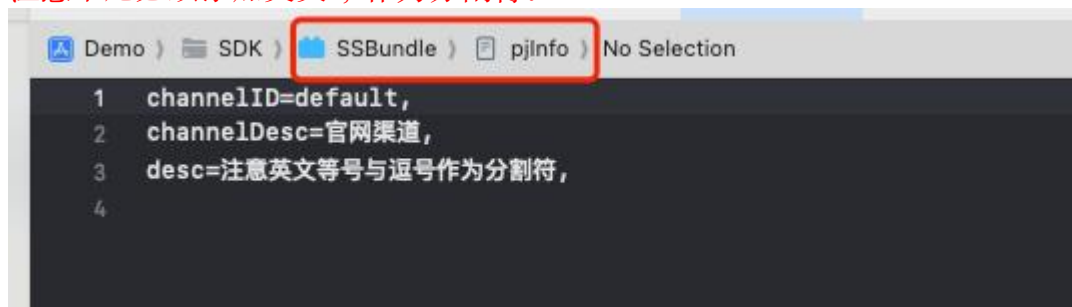 Demo 〉 SDK 〉 SSBundle 〉 pjInfo 〉 No Selection
1 channelID=default,
2 channelDesc=官网渠道,
3 desc=注意英文等号与逗号作为分割符,
4